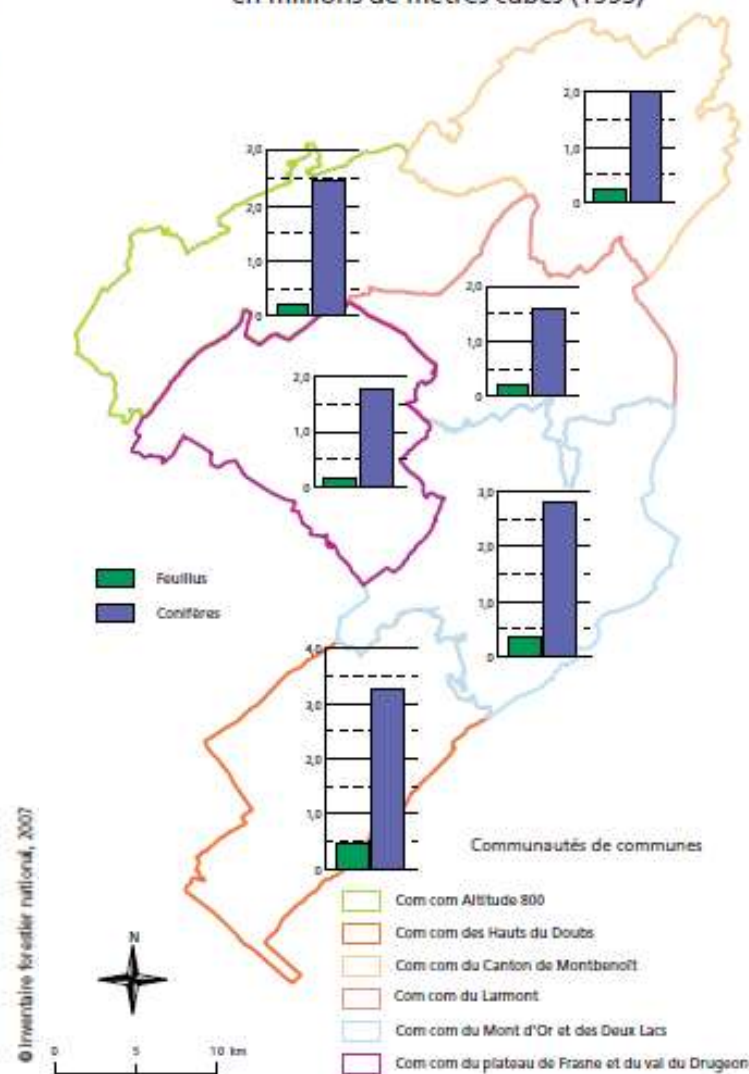 en millions de mètres cubes (1995)
2,0
1,0
0
3,0
2,0
1,0
0
2,0
1,0
0
2,0
1,0
0
3,0
2,0
1,0
0
Feuillus
Conifères
4,0
3,0
2,0
1,0
0
© Inventaire forestier national, 2007
Communautés de communes
Com com Altitude 800
Com com des Hauts du Doubs
Com com du Canton de Montbenoît
Com com du Larmont
Com com du Mont d'Or et des Deux Lacs
Com com du plateau de Frasne et du val du Drugeon
N
0 5 10 km